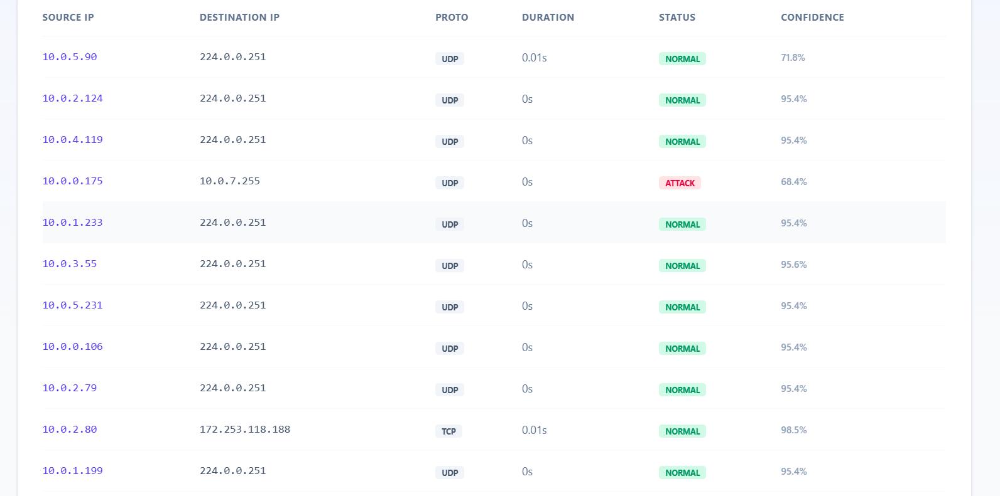 SOURCE IP DESTINATION IP PROTO DURATION STATUS CONFIDENCE
10.0.5.90 224.0.0.251 UDP 0.01s NORMAL 71.8%
10.0.2.124 224.0.0.251 UDP 0s NORMAL 95.4%
10.0.4.119 224.0.0.251 UDP 0s NORMAL 95.4%
10.0.0.175 10.0.7.255 UDP 0s ATTACK 68.4%
10.0.1.233 224.0.0.251 UDP 0s NORMAL 95.4%
10.0.3.55 224.0.0.251 UDP 0s NORMAL 95.6%
10.0.5.231 224.0.0.251 UDP 0s NORMAL 95.4%
10.0.0.106 224.0.0.251 UDP 0s NORMAL 95.4%
10.0.2.79 224.0.0.251 UDP 0s NORMAL 95.4%
10.0.2.80 172.253.118.188 TCP 0.01s NORMAL 98.5%
10.0.1.199 224.0.0.251 UDP 0s NORMAL 95.4%